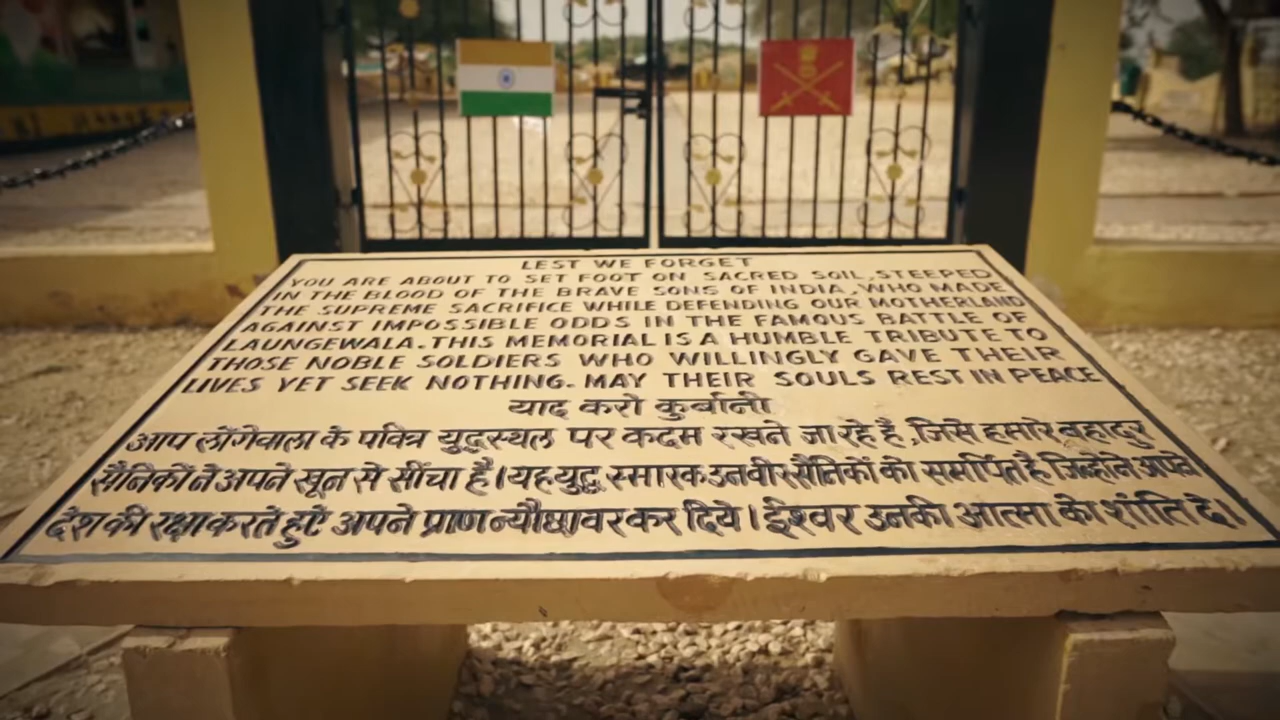 LEST WE FORGET
YOU ARE ABOUT TO SET FOOT ON SACRED SOIL, STEEPED
IN THE BLOOD OF THE BRAVE SONS OF INDIA, WHO MADE
THE SUPREME SACRIFICE WHILE DEFENDING OUR MOTHERLAND
AGAINST IMPOSSIBLE ODDS IN THE FAMOUS BATTLE OF
LAUNGEWALA. THIS MEMORIAL IS A HUMBLE TRIBUTE TO
THOSE NOBLE SOLDIERS WHO WILLINGLY GAVE THEIR
LIVES YET SEEK NOTHING. MAY THEIR SOULS REST IN PEACE
याद करो कुर्बानी
आप लोंगेवाला के पवित्र युद्धस्थल पर कदम रखने जा रहे है, जिसे हमारे बहादुर
सैनिकों ने अपने खून से सींचा है। यह युद्ध स्मारक उन वीर सैनिकों को समर्पित है जिन्होने अपने
देश की रक्षा करते हुऐ अपने प्राण न्यौछावर कर दिये। ईश्वर उनकी आत्मा को शांति दे।